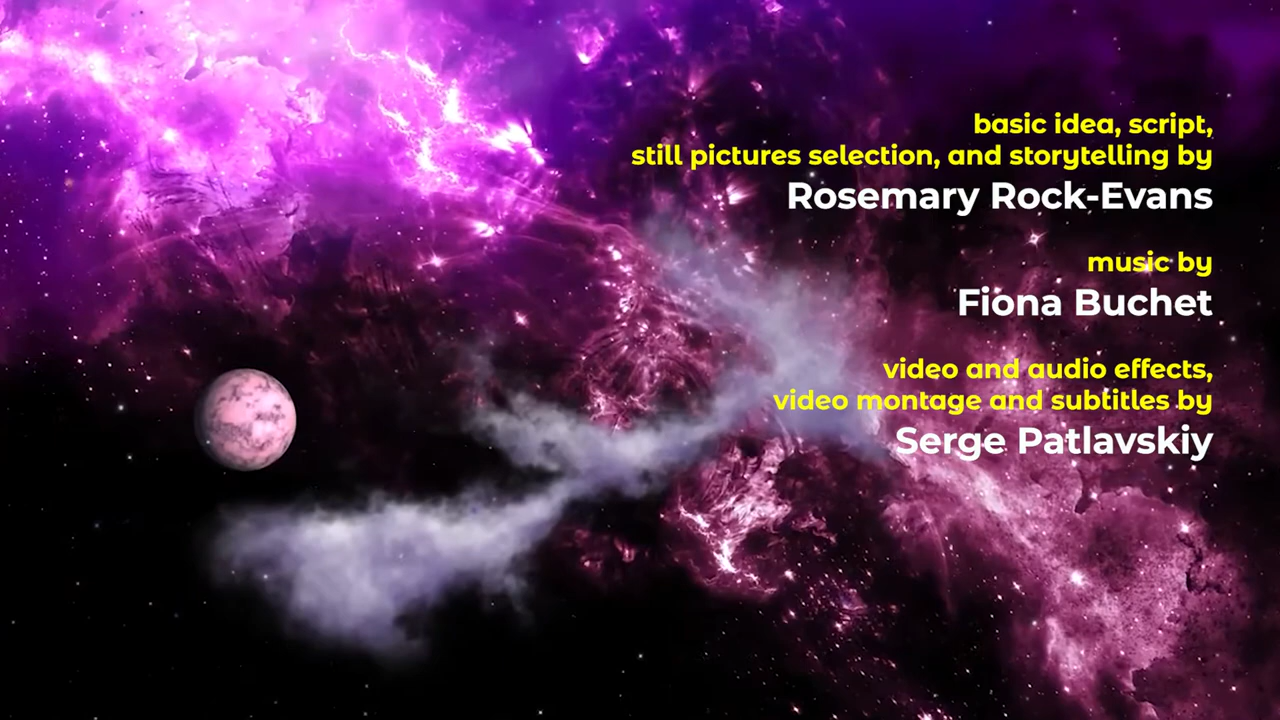 basic idea, script,
still pictures selection, and storytelling by
Rosemary Rock-Evans
music by
Fiona Buchet
video and audio effects,
video montage and subtitles by
Serge Patlavskiy